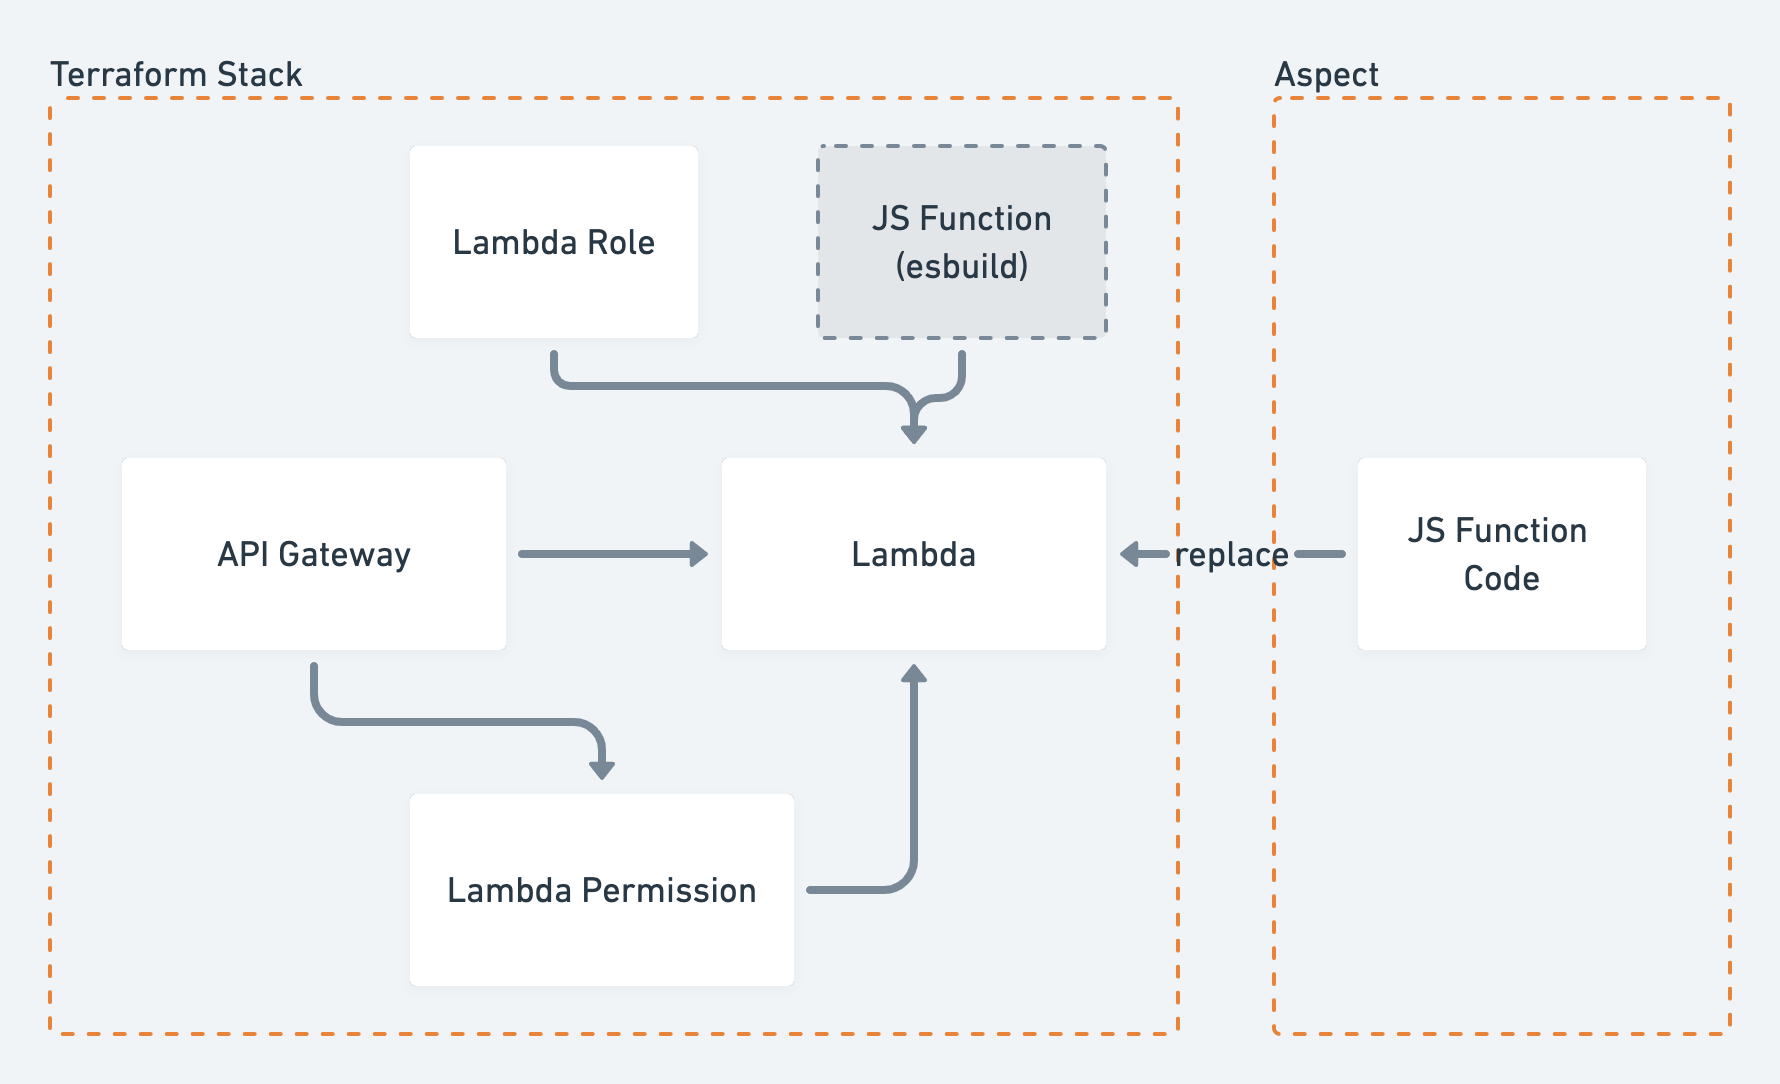 Terraform Stack
Aspect
Lambda Role
JS Function
(esbuild)
API Gateway
Lambda
replace
JS Function
Code
Lambda Permission